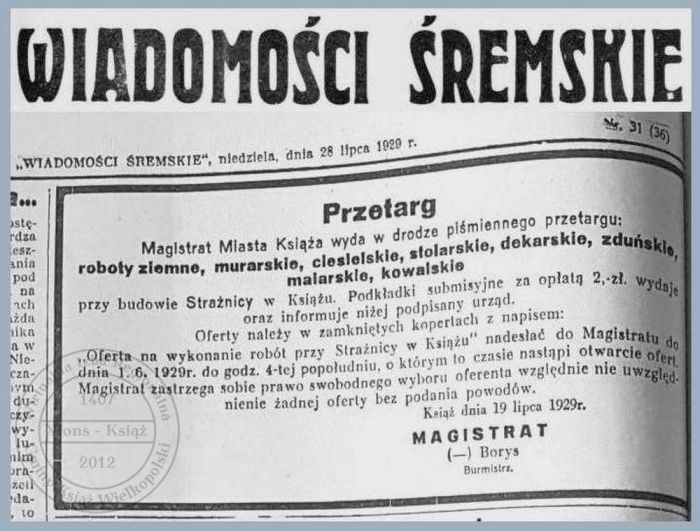 WIADOMOŚCI ŚREMSKIE
Nr. 31 (36)
„WIADOMOŚCI ŚREMSKIE“, niedziela, dnia 28 lipca 1929 r.
Przetarg
Magistrat Miasta Książa wyda w drodze piśmiennego przetargu:
roboty ziemne, murarskie, ciesielskie, stolarskie, dekarskie, zduńskie,
malarskie, kowalskie
przy budowie Strażnicy w Książu. Podkładki submisyjne za opłatą 2,-zł. wydaje
oraz informuje niżej podpisany urząd.
Oferty należy w zamkniętych kopertach z napisem:
„Oferta na wykonanie robót przy Strażnicy w Książu" nadesłać do Magistratu do
dnia 1.6. 1929r. do godz. 4-tej popołudniu, o którym to czasie nastąpi otwarcie ofert.
Magistrat zastrzega sobie prawo swobodnego wyboru oferenta względnie nie uwzględ-
nienie żadnej oferty bez podania powodów.
Książ dnia 19 lipca 1929r.
MAGISTRAT
(—) Borys
Burmistrz.
1407
Mons - Książ
2012
Książ Wielkopolski